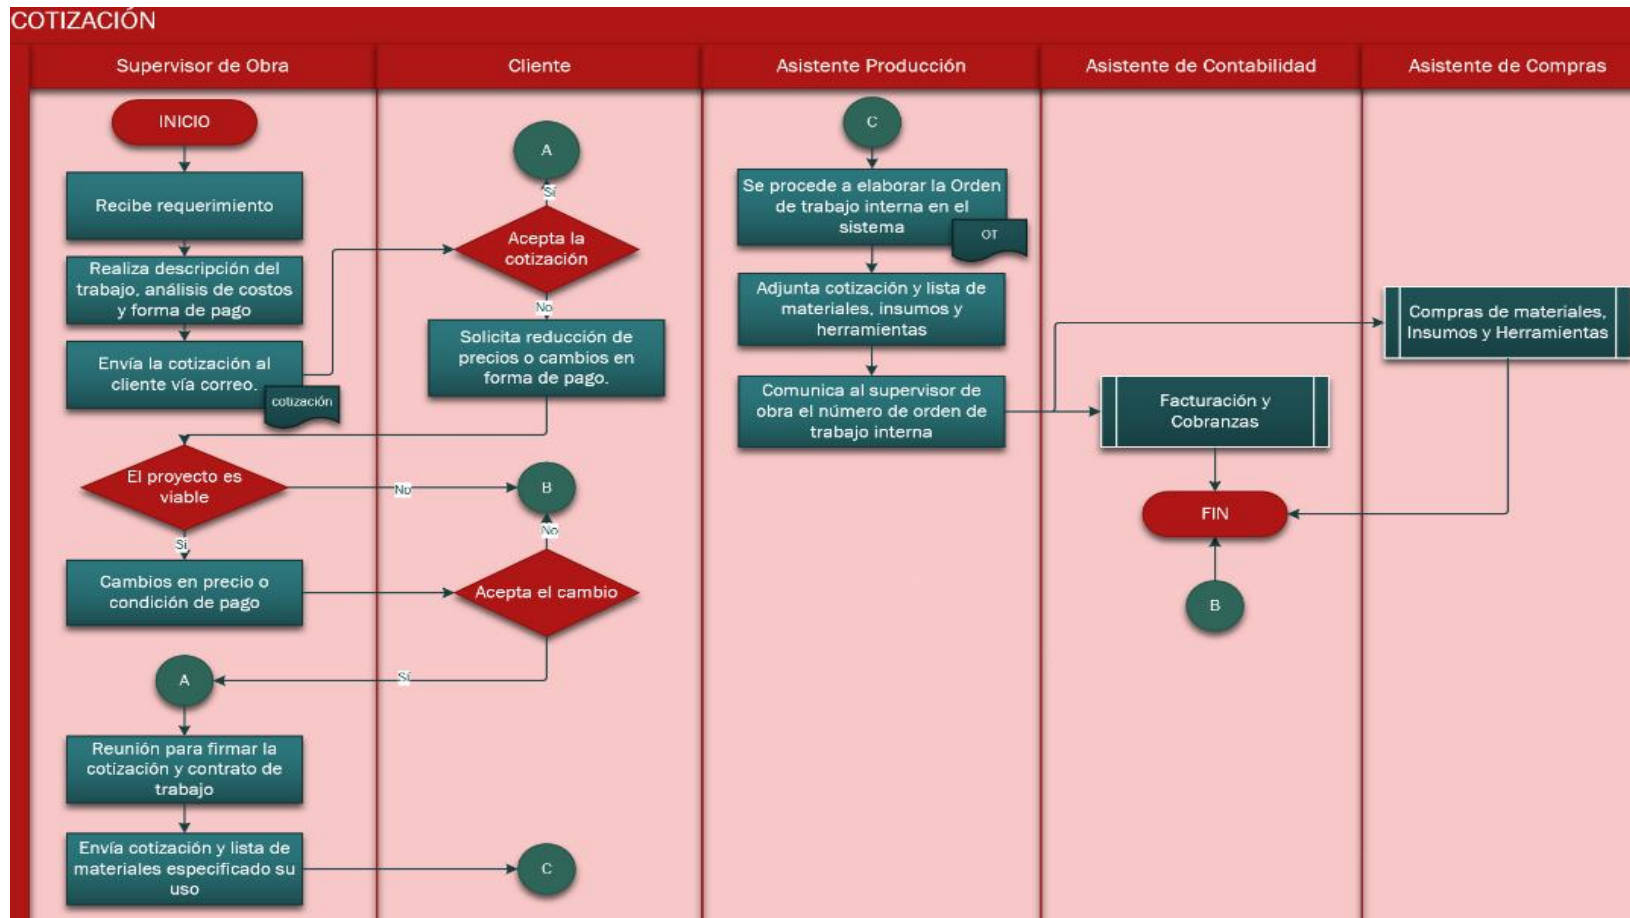 COTIZACIÓN
Supervisor de Obra
Cliente
Asistente Producción
Asistente de Contabilidad
Asistente de Compras
INICIO
Recibe requerimiento
Realiza descripción del
trabajo, análisis de costos
y forma de pago
Envía la cotización al
cliente vía correo.
cotización
El proyecto es
viable
No
Si
Cambios en precio o
condición de pago
A
Reunión para firmar la
cotización y contrato de
trabajo
Envía cotización y lista de
materiales especificado su
uso
A
Sí
Acepta la
cotización
No
Solicita reducción de
precios o cambios en
forma de pago.
B
No
Acepta el cambio
Sí
C
C
Se procede a elaborar la Orden
de trabajo interna en el
sistema
OT
Adjunta cotización y lista de
materiales, insumos y
herramientas
Comunica al supervisor de
obra el número de orden de
trabajo interna
Facturación y
Cobranzas
FIN
B
Compras de materiales,
Insumos y Herramientas